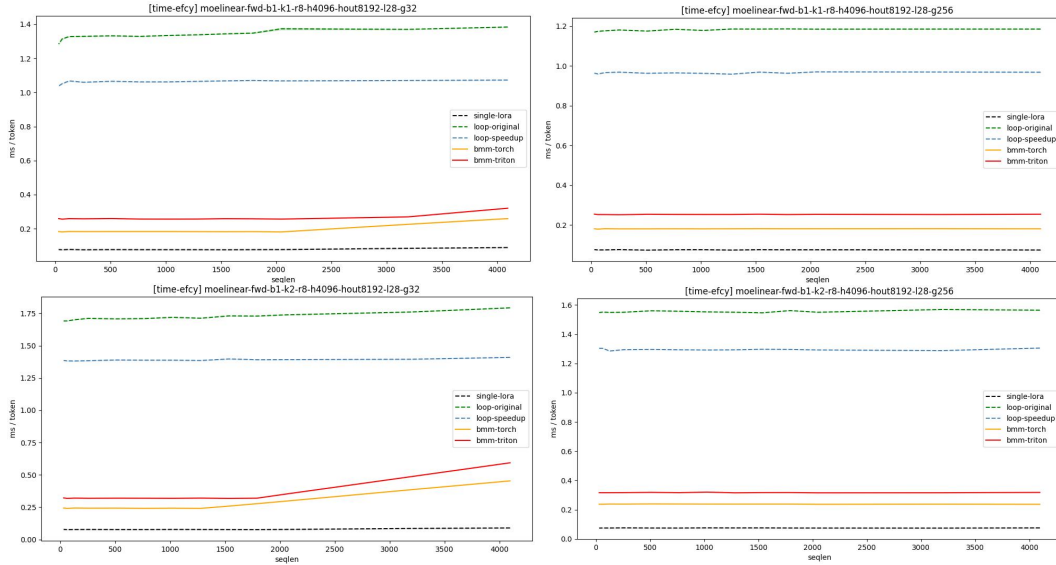 [time-efcy] moelinear-fwd-b1-k1-r8-h4096-hout8192-l28-g32
1.4
1.2
1.0
0.8
0.6
0.4
0.2
ms / token
single-lora
loop-original
loop-speedup
bmm-torch
bmm-triton
0 500 1000 1500 2000 2500 3000 3500 4000
[time-efcy] moelinear-fwd-b1-k1-r8-h4096-hout8192-l28-g256
1.2
1.0
0.8
0.6
0.4
0.2
ms / token
single-lora
loop-original
loop-speedup
bmm-torch
bmm-triton
0 500 1000 1500 2000 2500 3000 3500 4000
[time-efcy] moelinear-fwd-b1-k2-r8-h4096-hout8192-l28-g32
1.75
1.50
1.25
1.00
0.75
0.50
0.25
0.00
ms / token
single-lora
loop-original
loop-speedup
bmm-torch
bmm-triton
0 500 1000 1500 2000 2500 3000 3500 4000
seqlen
[time-efcy] moelinear-fwd-b1-k2-r8-h4096-hout8192-l28-g256
1.6
1.4
1.2
1.0
0.8
0.6
0.4
0.2
0.0
ms / token
single-lora
loop-original
loop-speedup
bmm-torch
bmm-triton
0 500 1000 1500 2000 2500 3000 3500 4000
seqlen